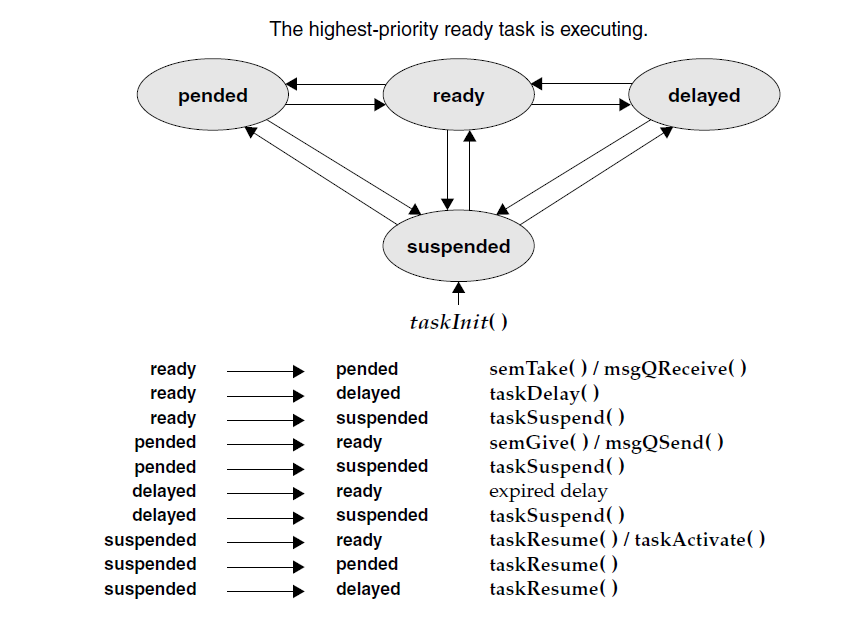 The highest-priority ready task is executing.
pended ready delayed
suspended
taskInit( )
ready pended semTake( ) / msgQReceive( )
ready delayed taskDelay( )
ready suspended taskSuspend( )
pended ready semGive( ) / msgQSend( )
pended suspended taskSuspend( )
delayed ready expired delay
delayed suspended taskSuspend( )
suspended ready taskResume( ) / taskActivate( )
suspended pended taskResume( )
suspended delayed taskResume( )